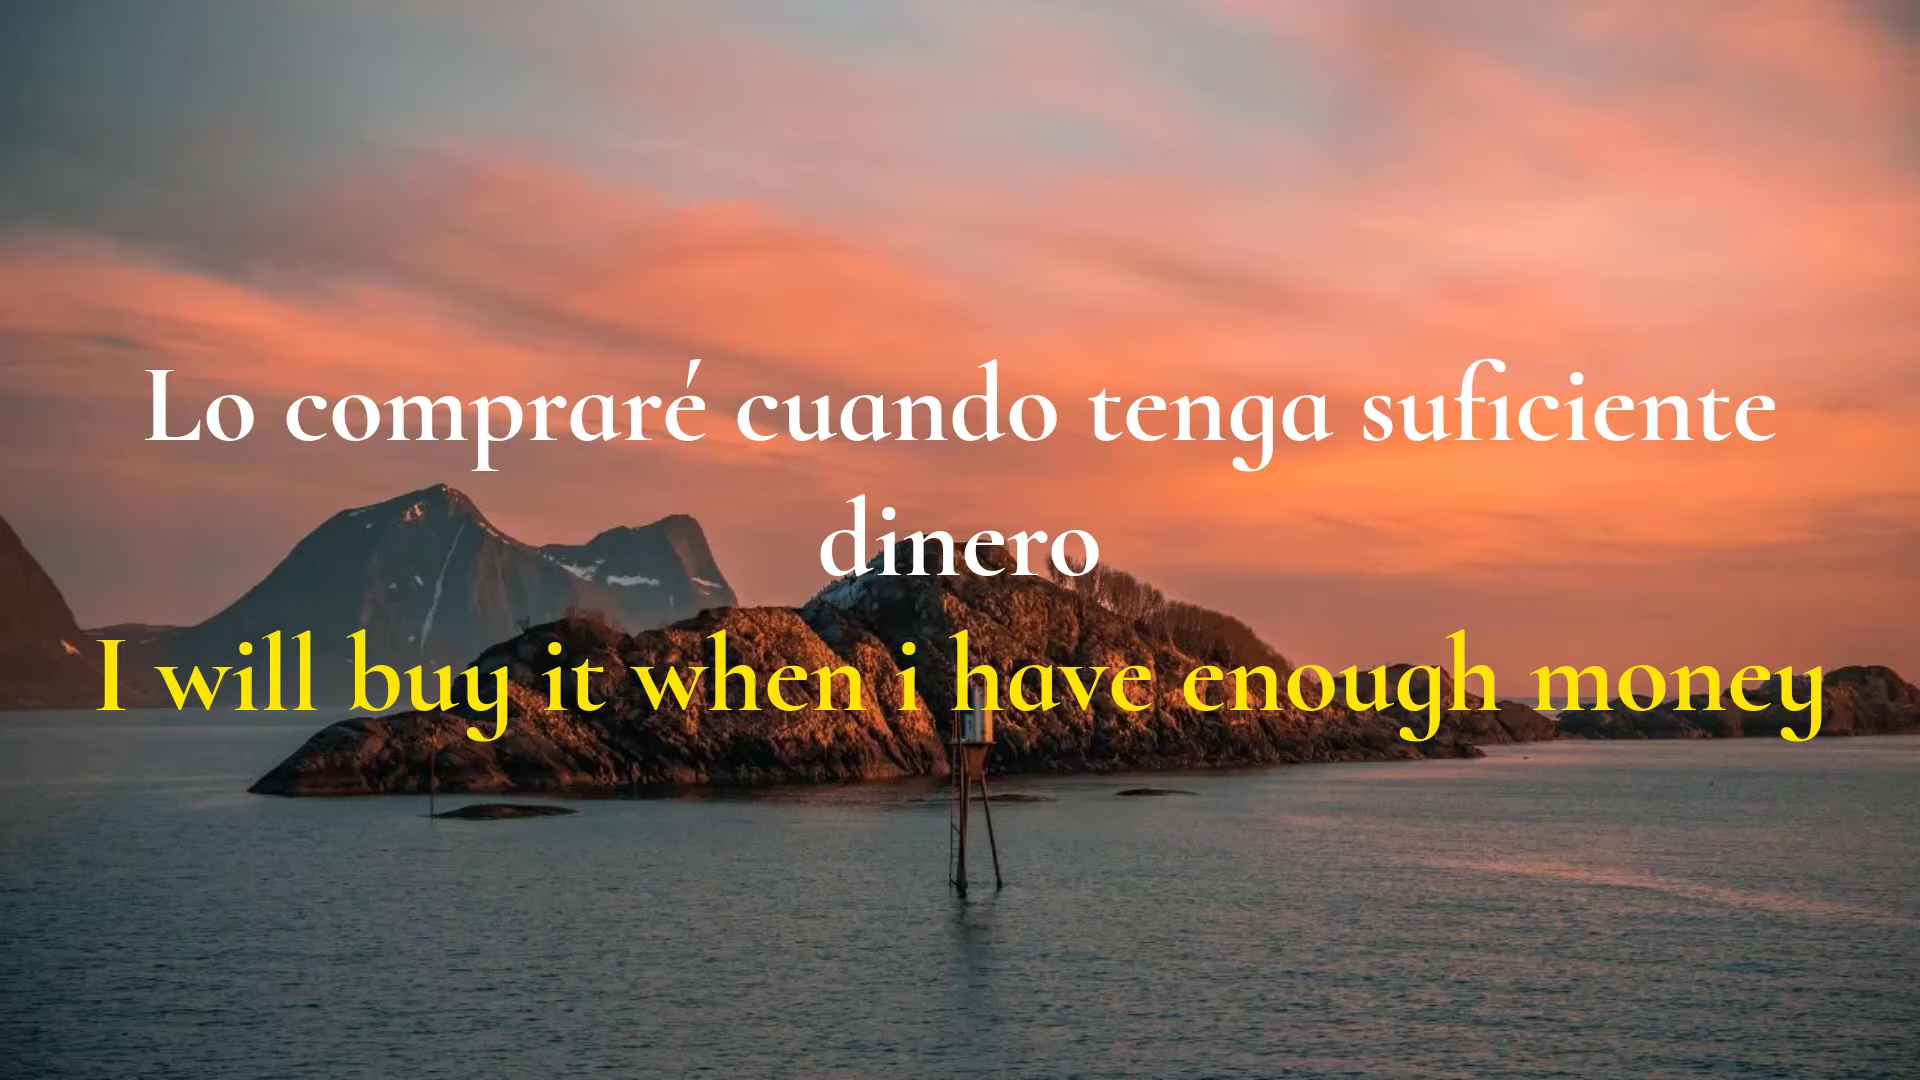 Lo compraré cuando tenga suficiente
dinero
I will buy it when i have enough money